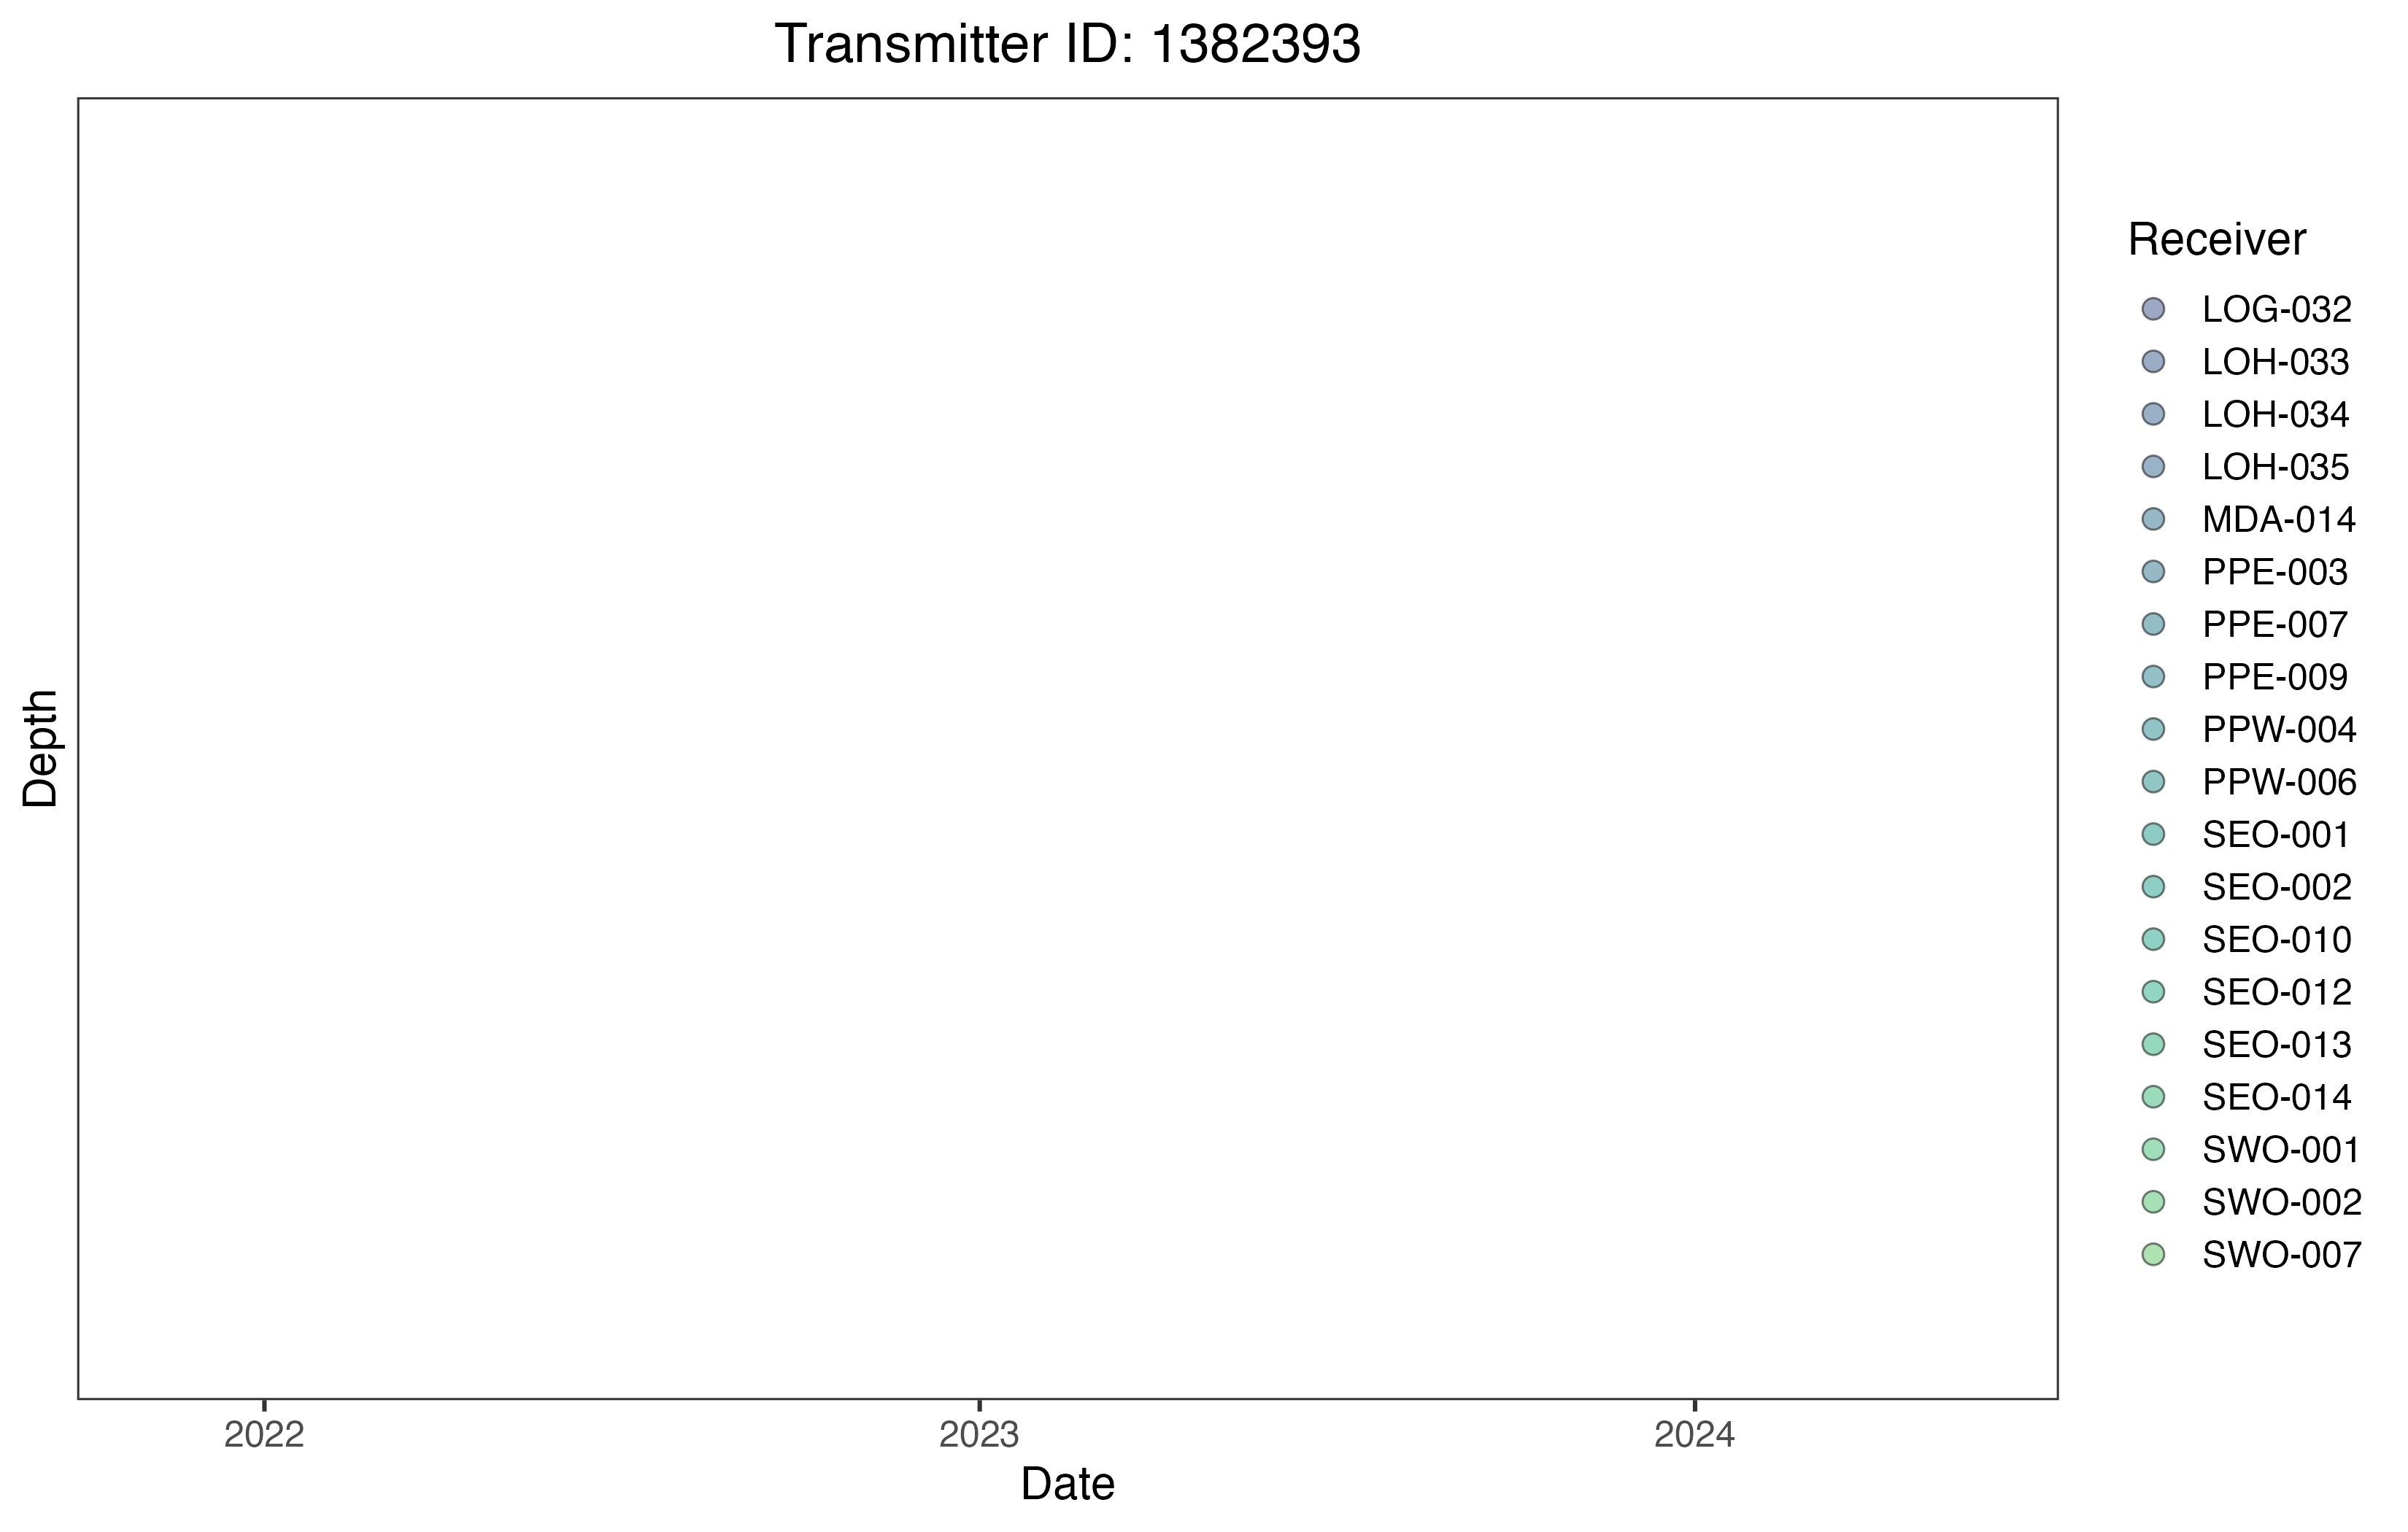 Transmitter ID: 1382393
Depth
2022
2023
2024
Date
Receiver
LOG-032
LOH-033
LOH-034
LOH-035
MDA-014
PPE-003
PPE-007
PPE-009
PPW-004
PPW-006
SEO-001
SEO-002
SEO-010
SEO-012
SEO-013
SEO-014
SWO-001
SWO-002
SWO-007